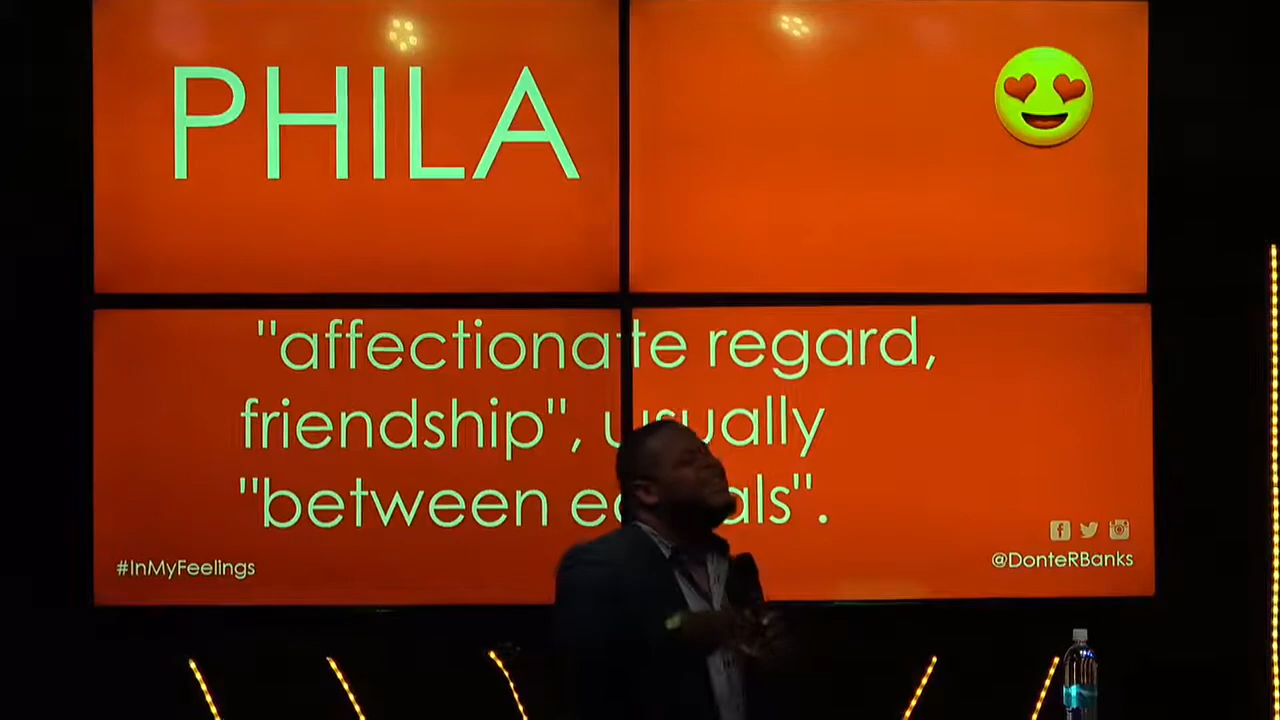 PHILA
"affectionate regard,
friendship", usually
"between
#InMyFeelings
@DonteRBanks